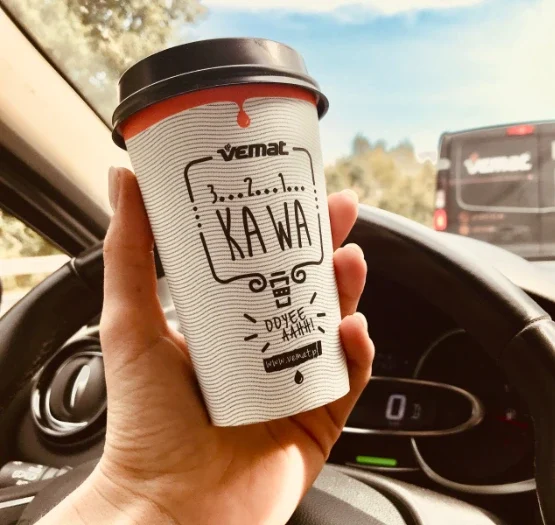 vemat
3...2...1...
KAWA
DOYEE
AAHH!
www.vemat.pl
vemat
0